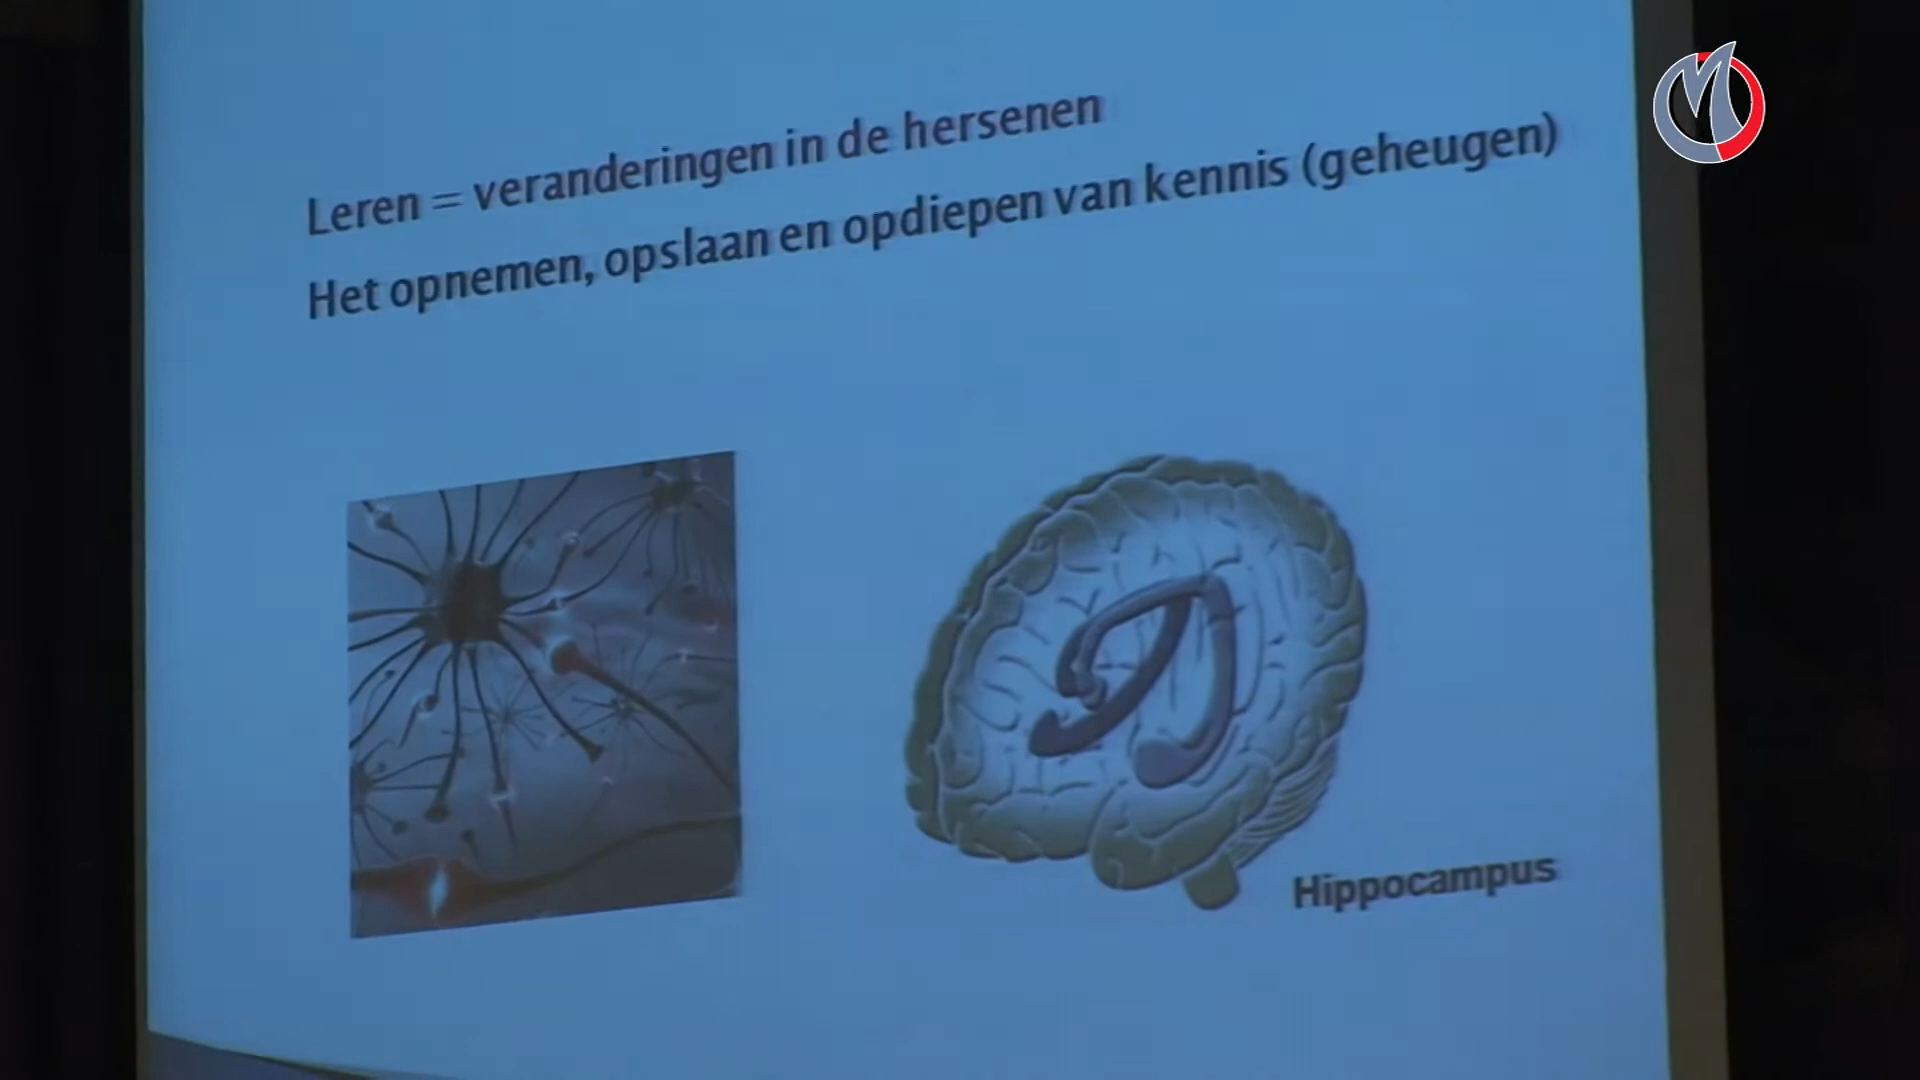 Leren = veranderingen in de hersenen
Het opnemen, opslaan en opdiepen van kennis (geheugen)
Hippocampus